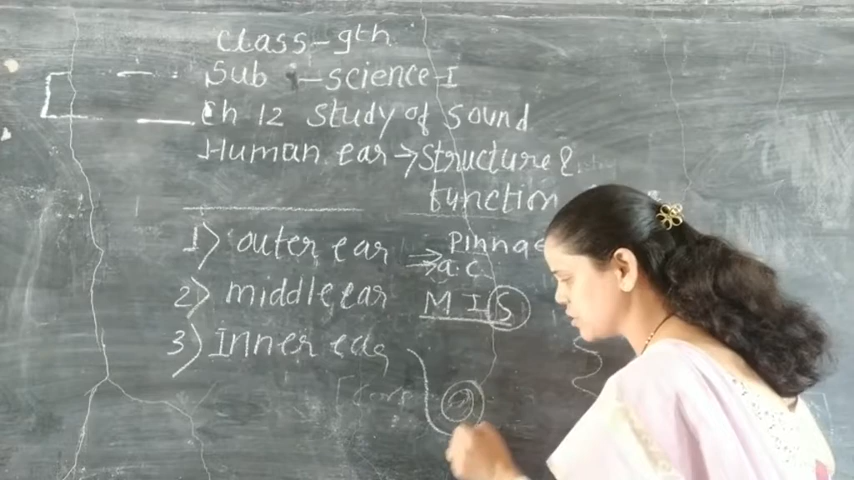 Class-9th
Sub :-science-I
Ch 12 Study of Sound
Human ear → Structure &
function
1) outer ear ⇒ Pinnae
→ a.c.
2) middle ear M I S
3) Inner ear